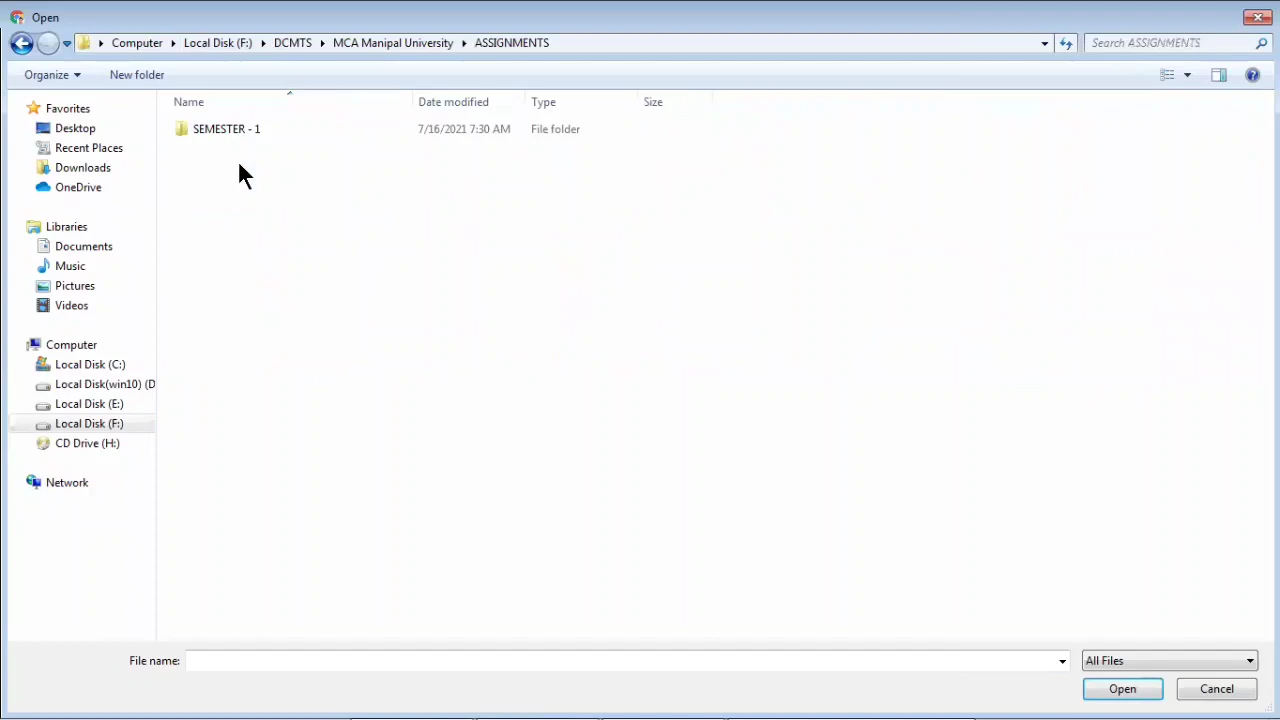 Open
Computer Local Disk (F:) DCMTS MCA Manipal University ASSIGNMENTS
Search ASSIGNMENTS
Organize New folder
Name Date modified Type Size
SEMESTER - 1 7/16/2021 7:30 AM File folder
Favorites
Desktop
Recent Places
Downloads
OneDrive
Libraries
Documents
Music
Pictures
Videos
Computer
Local Disk (C:)
Local Disk(win10) (D
Local Disk (E:)
Local Disk (F:)
CD Drive (H:)
Network
File name:
All Files
Open Cancel